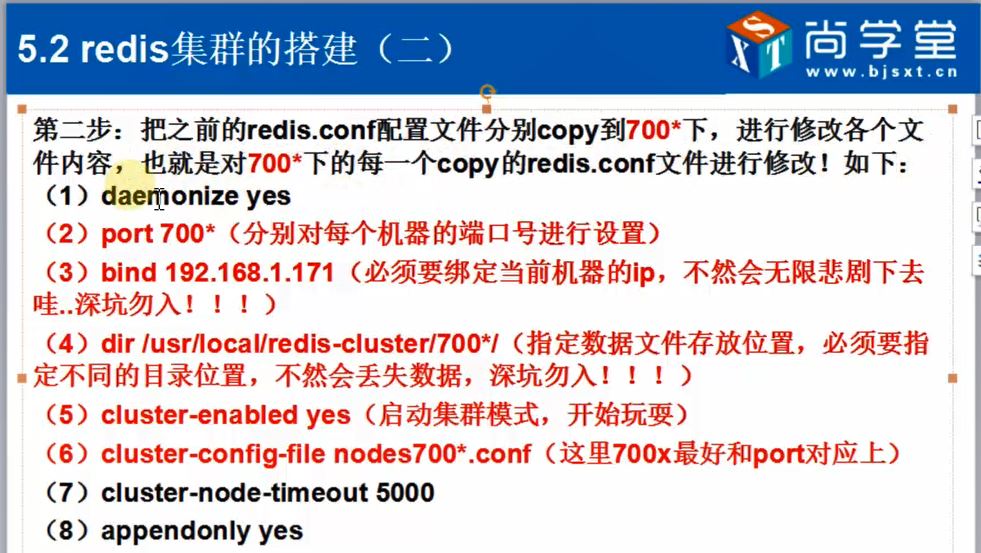 5.2 redis集群的搭建（二）
SXT
尚学堂
www.bjsxt.cn
第二步：把之前的redis.conf配置文件分别copy到700*下，进行修改各个文
件内容，也就是对700*下的每一个copy的redis.conf文件进行修改！如下：
（1）daemonize yes
（2）port 700*（分别对每个机器的端口号进行设置）
（3）bind 192.168.1.171（必须要绑定当前机器的ip，不然会无限悲剧下去
哇..深坑勿入！！！）
（4）dir /usr/local/redis-cluster/700*/（指定数据文件存放位置，必须要指
定不同的目录位置，不然会丢失数据，深坑勿入！！！）
（5）cluster-enabled yes（启动集群模式，开始玩耍）
（6）cluster-config-file nodes700*.conf（这里700x最好和port对应上）
（7）cluster-node-timeout 5000
（8）appendonly yes